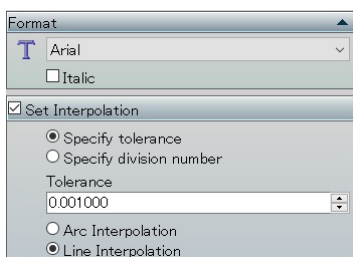 Format
T Arial
Italic
Set Interpolation
Specify tolerance
Specify division number
Tolerance
0.001000
Arc Interpolation
Line Interpolation